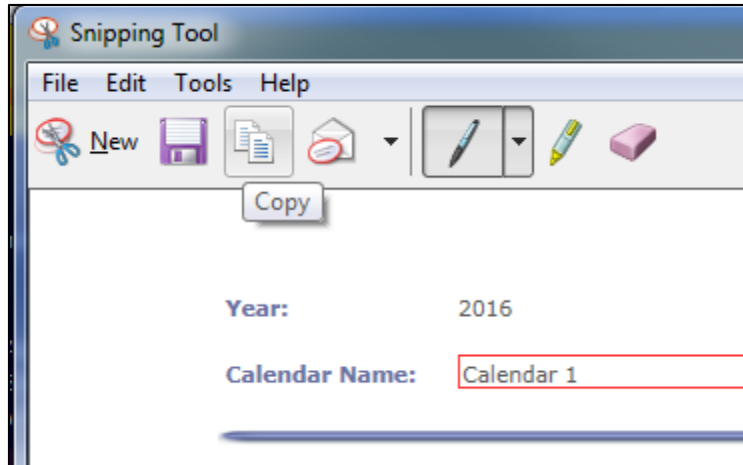 Snipping Tool
File Edit Tools Help
New
Copy
Year: 2016
Calendar Name: Calendar 1